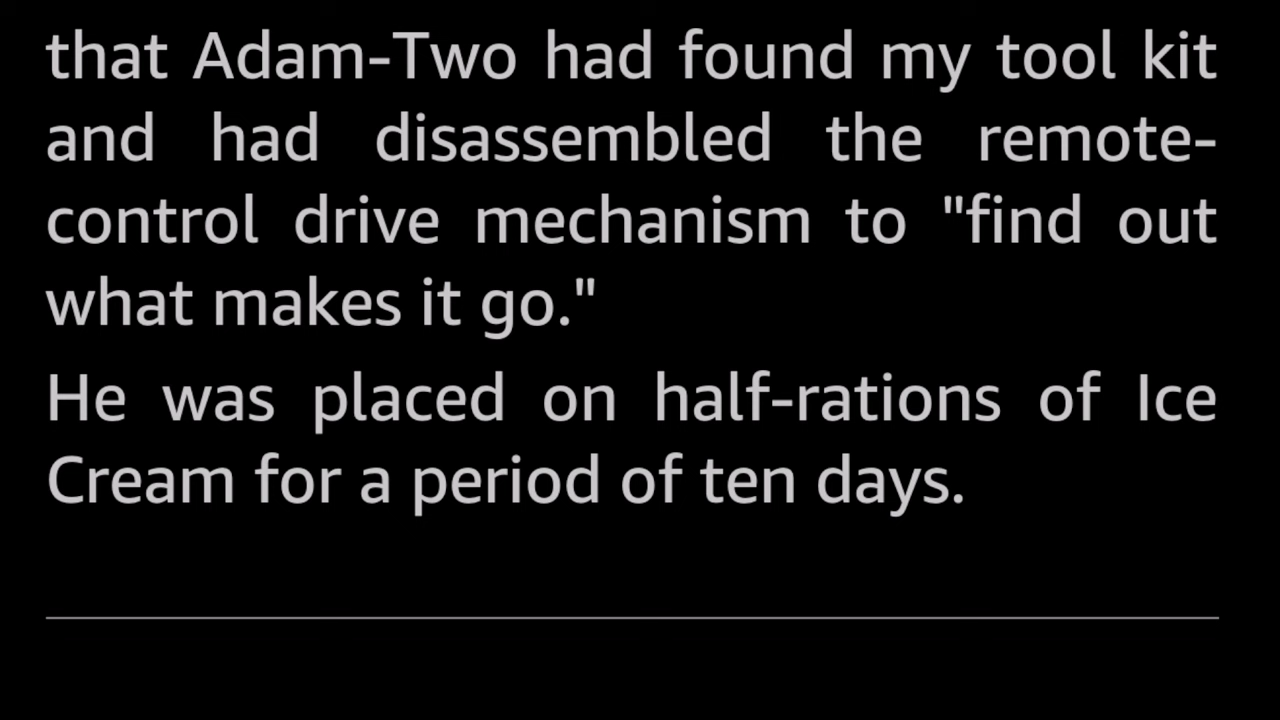 that Adam-Two had found my tool kit
and had disassembled the remote-
control drive mechanism to "find out
what makes it go."
He was placed on half-rations of Ice
Cream for a period of ten days.